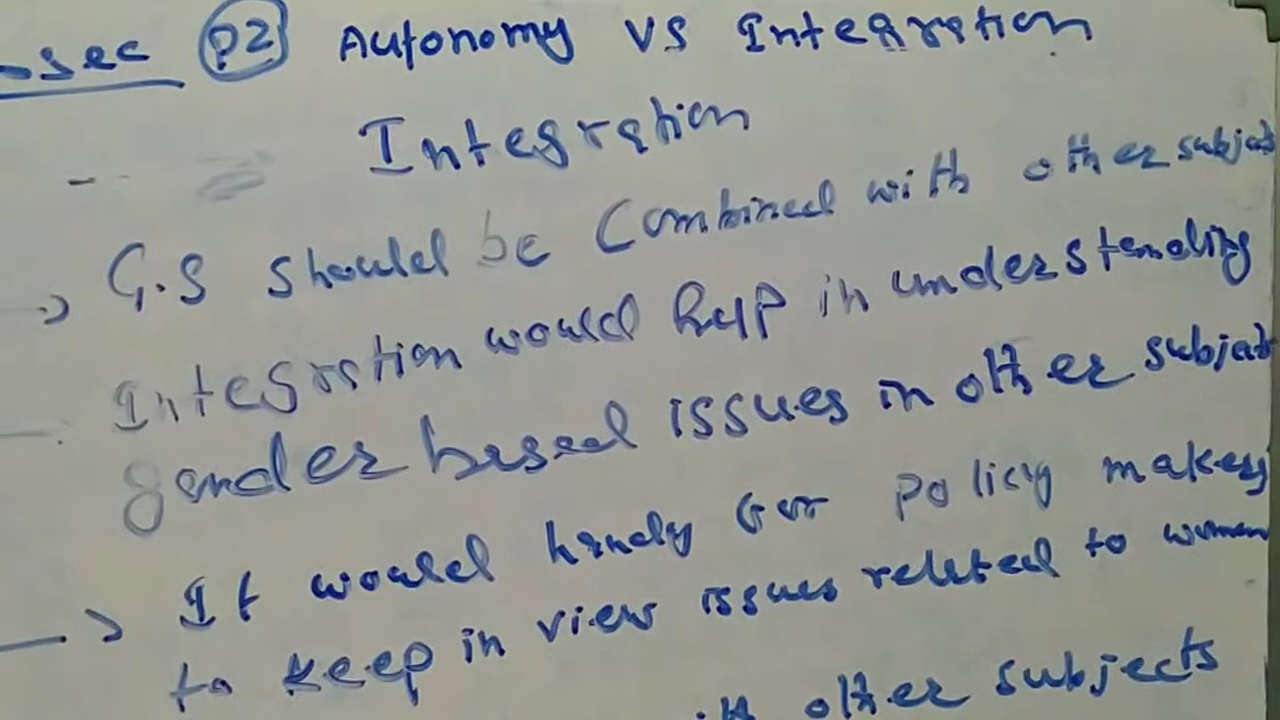 sec P2 Autonomy VS Integration
Integration
G.S should be Combined with other subject
Integration would help in understanding
gender based issues in other subject
It would handy for policy makers
to keep in view issues related to women
other subjects